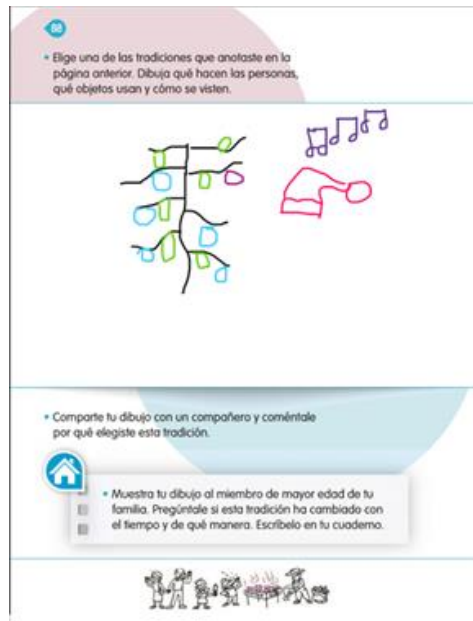 88
• Elige una de las tradiciones que anotaste en la
página anterior. Dibuja qué hacen las personas,
qué objetos usan y cómo se visten.
• Comparte tu dibujo con un compañero y coméntale
por qué elegiste esta tradición.
• Muestra tu dibujo al miembro de mayor edad de tu
familia. Pregúntale si esta tradición ha cambiado con
el tiempo y de qué manera. Escríbelo en tu cuaderno.